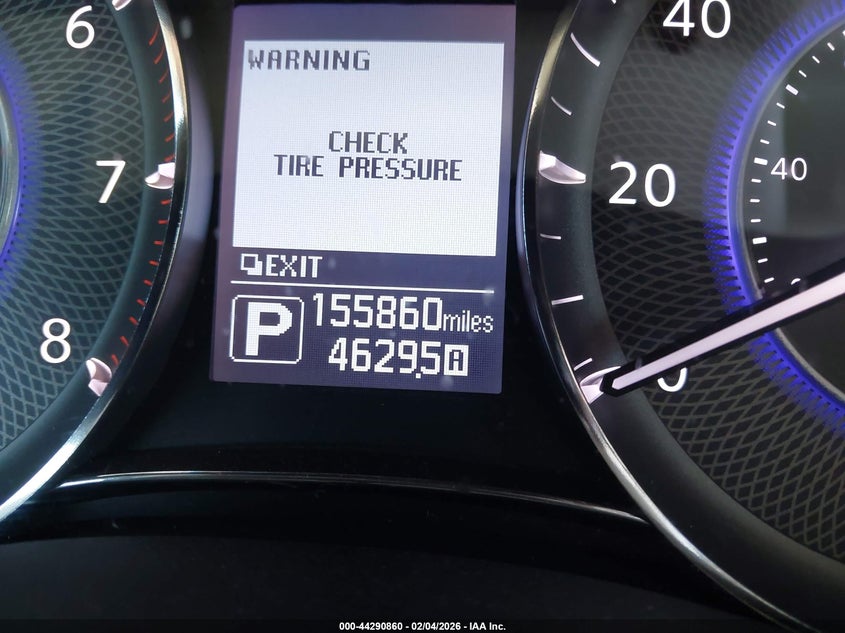 6
7
8
WARNING
CHECK
TIRE PRESSURE
EXIT
P
155860miles
4629.5 A
40
20
0
40
000-44290860 - 02/04/2026 - IAA Inc.